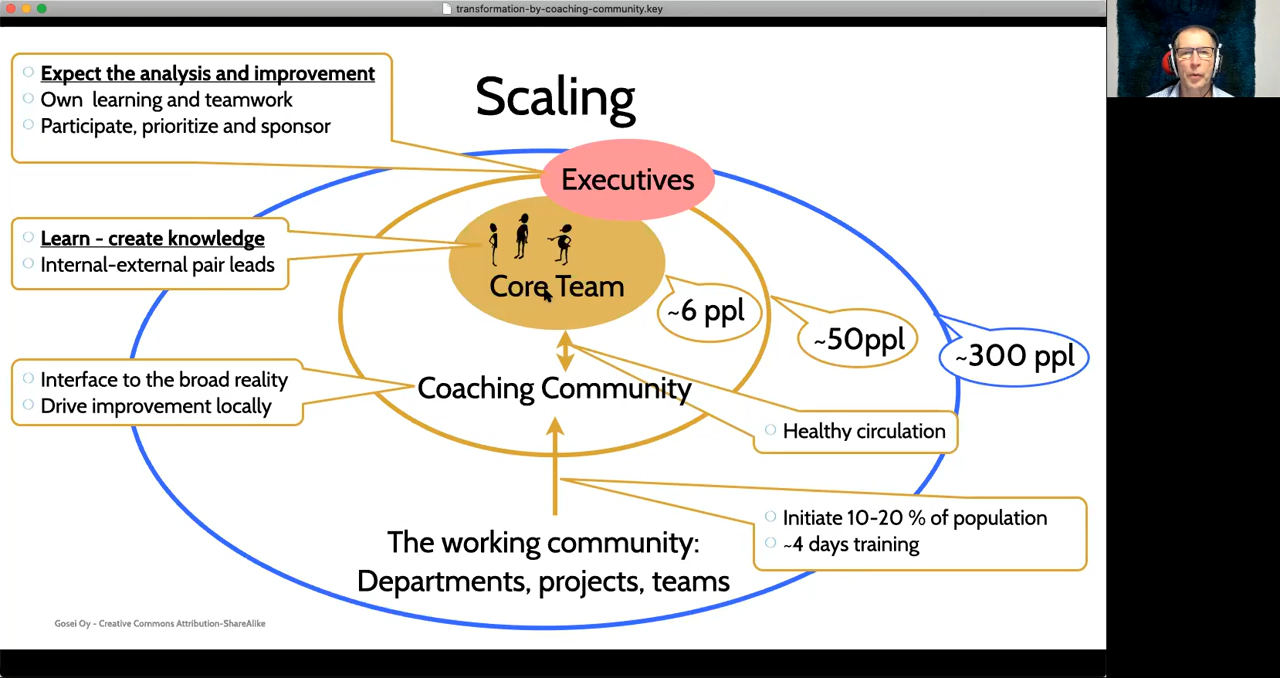 transformation-by-coaching-community.key
Scaling
Expect the analysis and improvement
Own learning and teamwork
Participate, prioritize and sponsor
Executives
Learn - create knowledge
Internal-external pair leads
Core Team
~6 ppl
~50ppl
~300 ppl
Interface to the broad reality
Drive improvement locally
Coaching Community
Healthy circulation
Initiate 10-20 % of population
~4 days training
The working community:
Departments, projects, teams
Gosei Oy - Creative Commons Attribution-ShareAlike